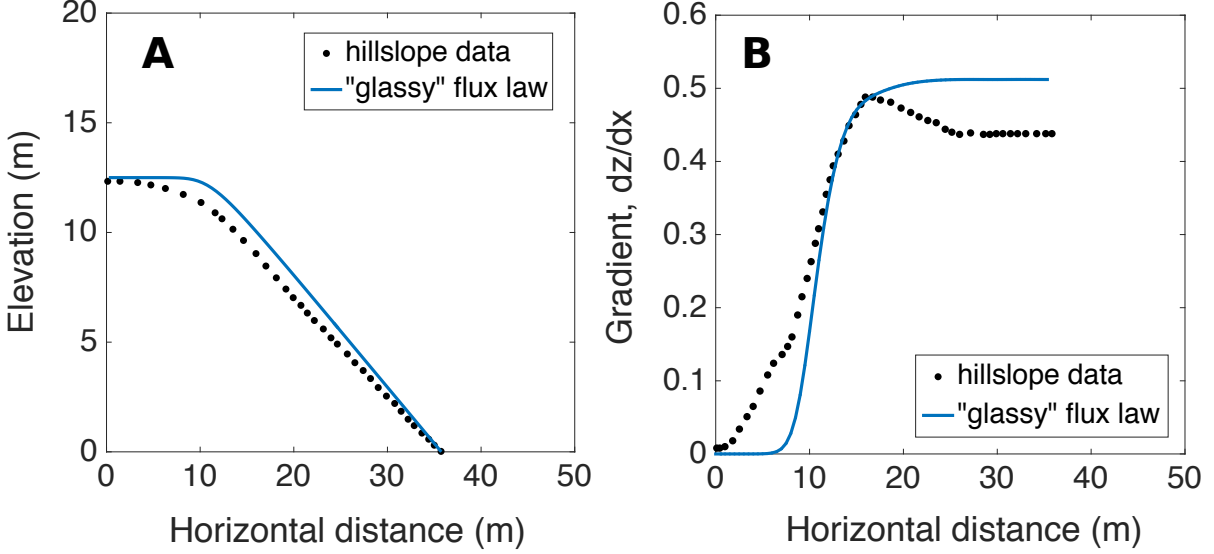 A
hillslope data
"glassy" flux law
20
15
10
5
0
0 10 20 30 40 50
Elevation (m)
Horizontal distance (m)
B
0.6
0.5
0.4
0.3
0.2
0.1
0
0 10 20 30 40 50
Gradient, dz/dx
hillslope data
"glassy" flux law
Horizontal distance (m)